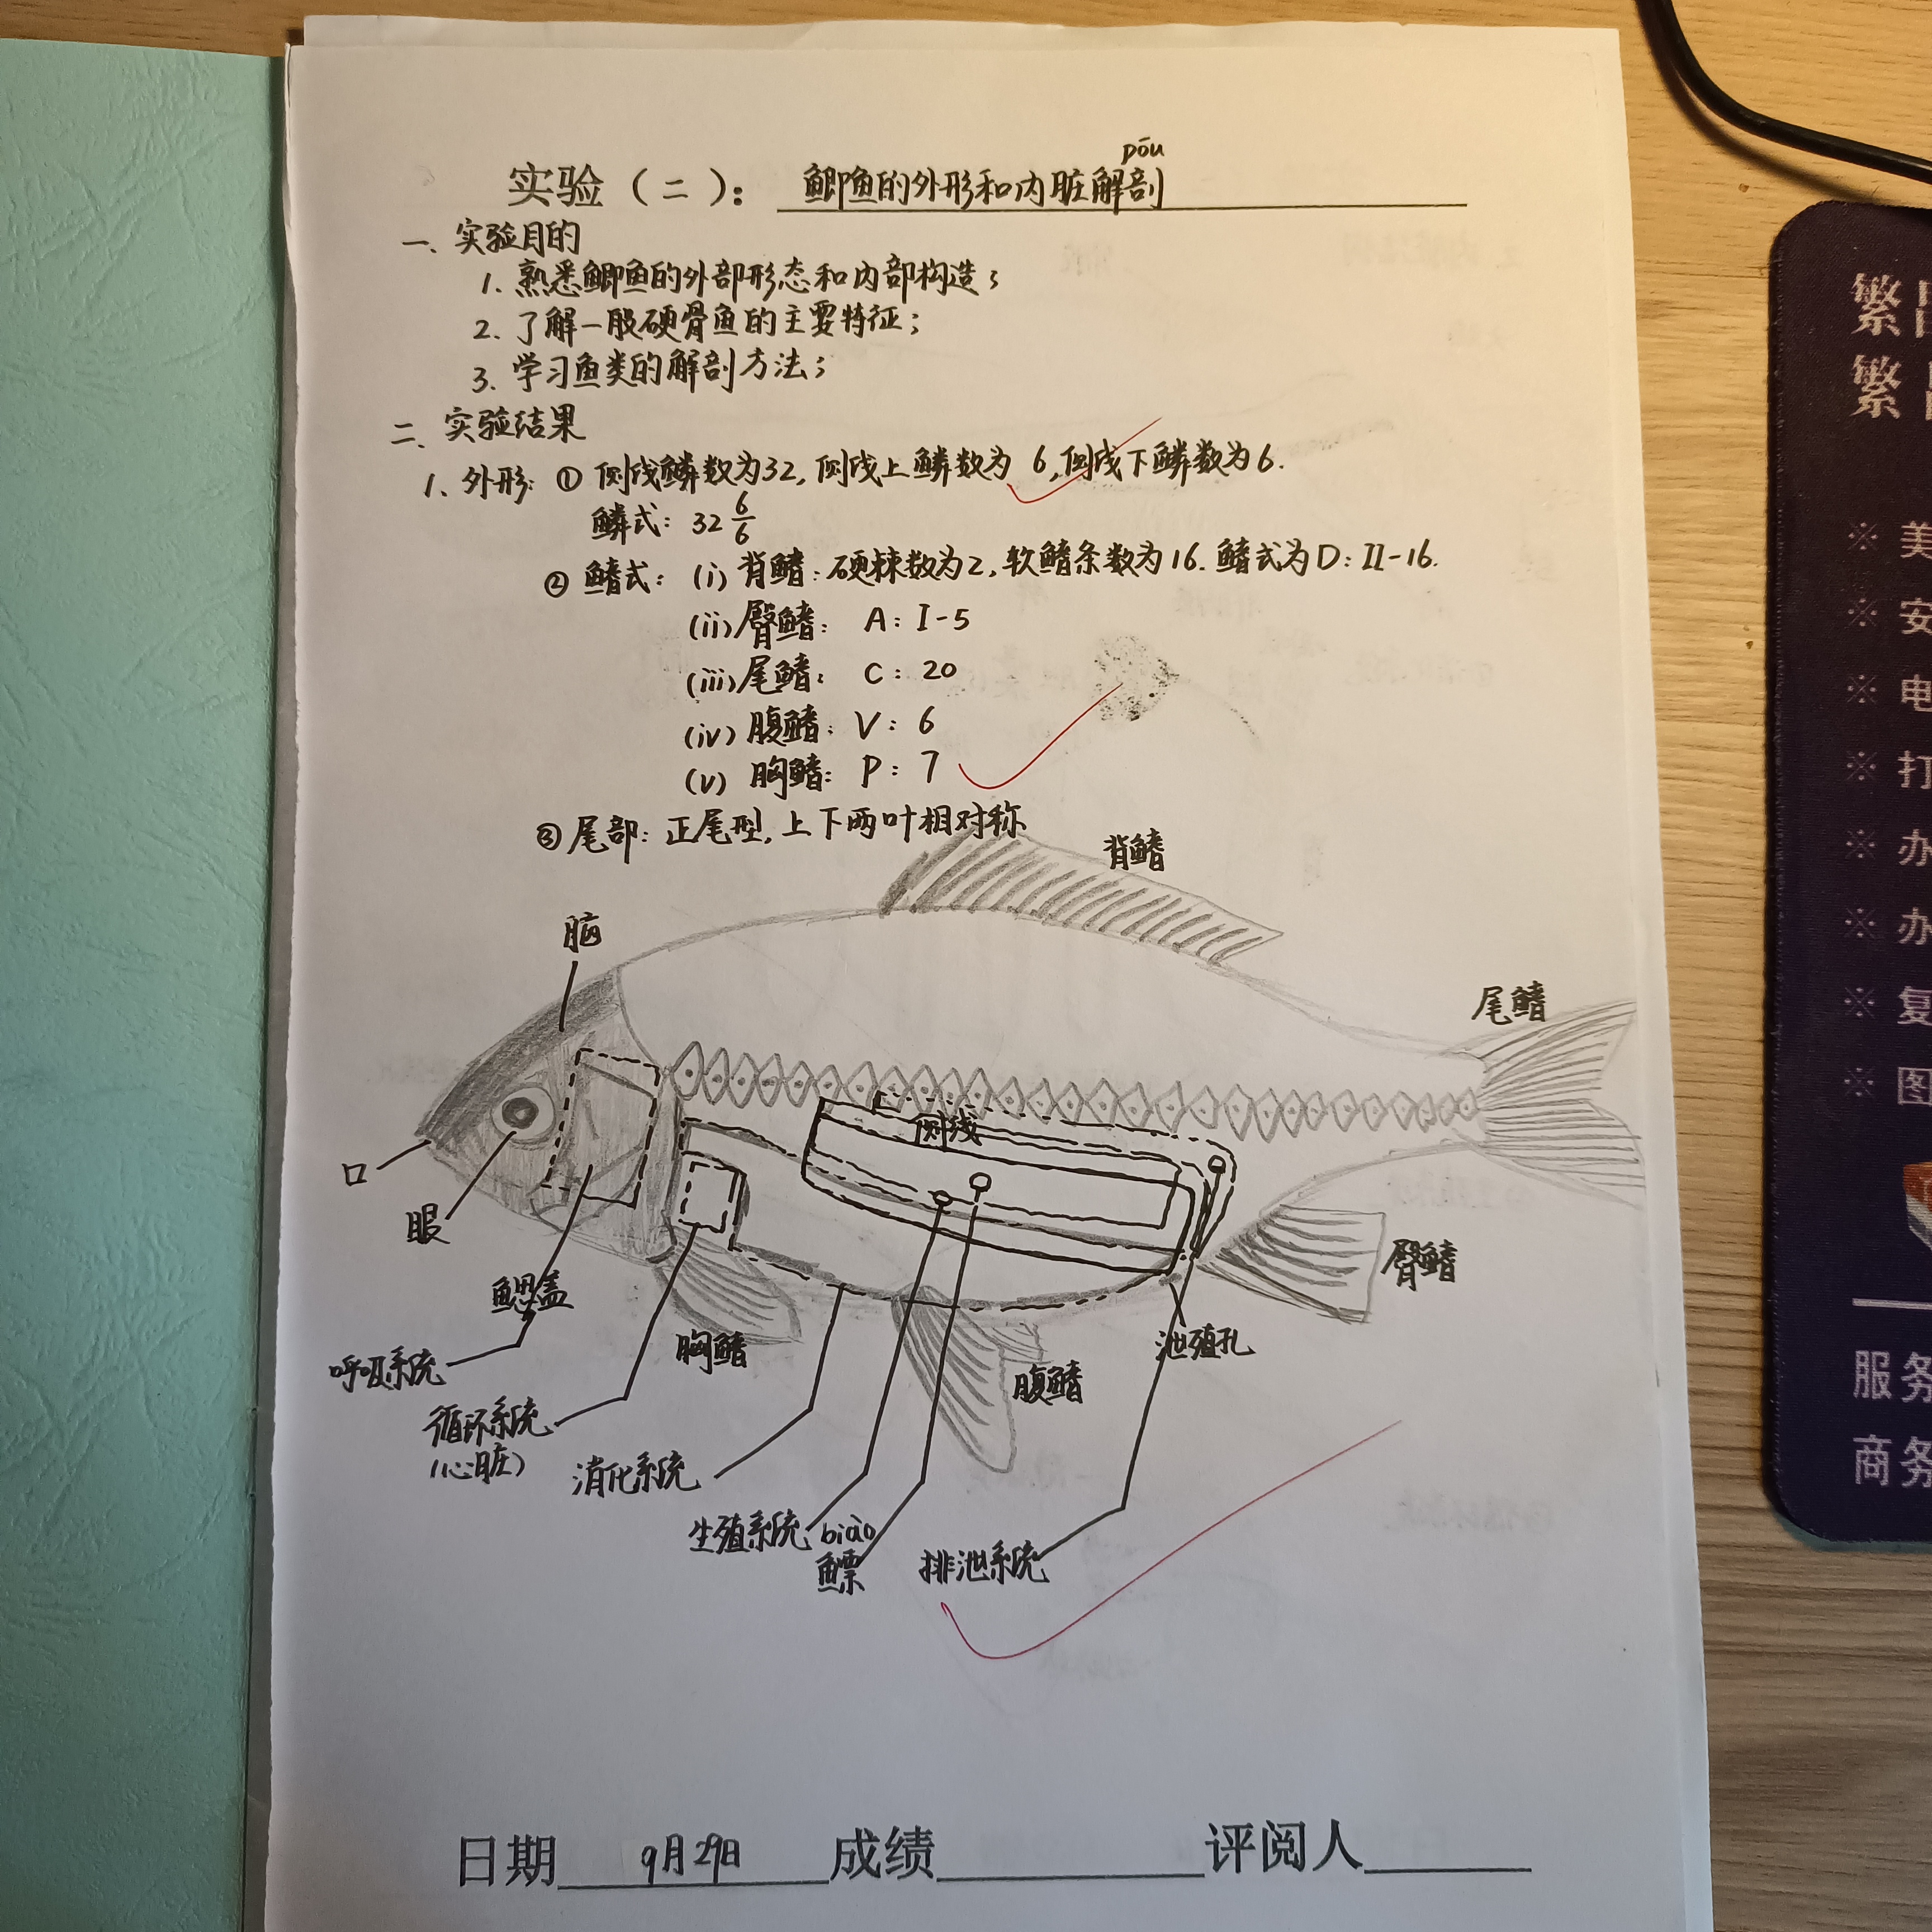 pōu
实验（二）：鲫鱼的外形和内脏解剖
一、实验目的
1. 熟悉鲫鱼的外部形态和内部构造；
2. 了解一般硬骨鱼的主要特征；
3. 学习鱼类的解剖方法；
二、实验结果
1、外形：① 侧线鳞数为32，侧线上鳞数为6，侧线下鳞数为6.
鳞式：32 6/6
② 鳍式：(i) 背鳍：硬棘数为2，软鳍条数为16. 鳍式为D：II-16.
(ii) 臀鳍：A：I-5
(iii) 尾鳍：C：20
(iv) 腹鳍：V：6
(v) 胸鳍：P：7
③ 尾部：正尾型，上下两叶相对称
背鳍
脑
尾鳍
侧线
口
眼
鳃盖
臀鳍
胸鳍
泄殖孔
呼吸系统
腹鳍
循环系统
（心脏）
消化系统
生殖系统
biào
鳔
排泄系统
日期 9月29日 成绩 评阅人
繁
繁
※ 美
※ 安
※ 电
※ 打
※ 办
※ 办
※ 复
※ 图
服务
商务